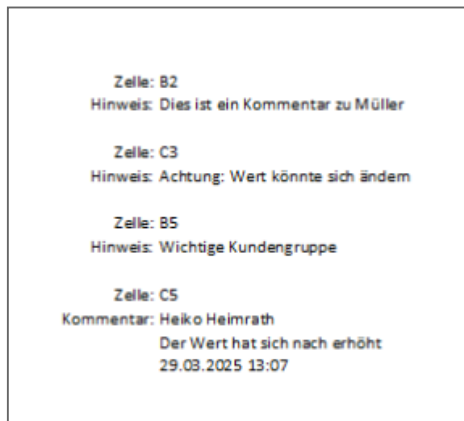 Zelle: B2
Hinweis: Dies ist ein Kommentar zu Müller
Zelle: C3
Hinweis: Achtung: Wert könnte sich ändern
Zelle: B5
Hinweis: Wichtige Kundengruppe
Zelle: C5
Kommentar: Heiko Heimrath
Der Wert hat sich nach erhöht
29.03.2025 13:07